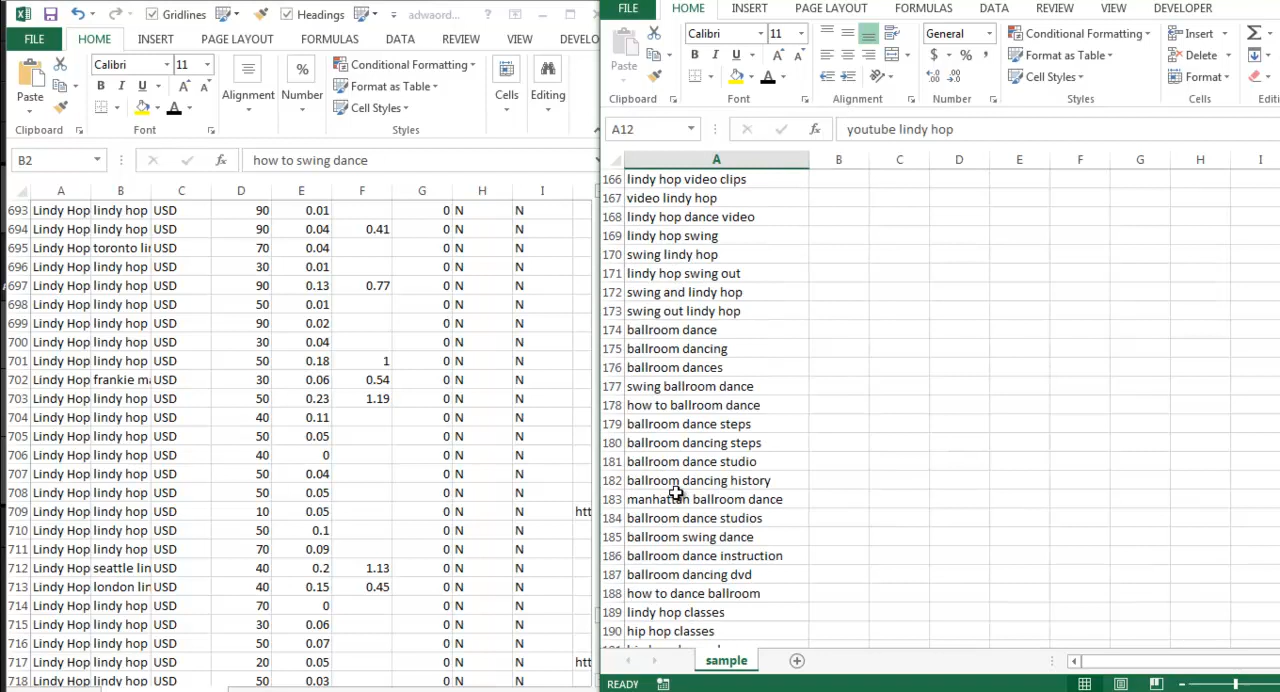 Gridlines Headings adwaord...
FILE HOME INSERT PAGE LAYOUT FORMULAS DATA REVIEW VIEW DEVELO
Calibri 11
B I U A A A
Paste
Alignment
%
Number
Conditional Formatting
Format as Table
Cell Styles
Cells
Editing
Clipboard Font Styles
B2 fx how to swing dance
A B C D E F G H I
693 Lindy Hop lindy hop USD 90 0.01 0 N N
694 Lindy Hop lindy hop USD 90 0.04 0.41 0 N N
695 Lindy Hop toronto li USD 70 0.04 0 N N
696 Lindy Hop lindy hop USD 30 0.01 0 N N
697 Lindy Hop lindy hop USD 90 0.13 0.77 0 N N
698 Lindy Hop lindy hop USD 50 0.01 0 N N
699 Lindy Hop lindy hop USD 90 0.02 0 N N
700 Lindy Hop lindy hop USD 30 0.04 0 N N
701 Lindy Hop lindy hop USD 50 0.18 1 0 N N
702 Lindy Hop frankie m USD 30 0.06 0.54 0 N N
703 Lindy Hop lindy hop USD 50 0.23 1.19 0 N N
704 Lindy Hop lindy hop USD 40 0.11 0 N N
705 Lindy Hop lindy hop USD 50 0.05 0 N N
706 Lindy Hop lindy hop USD 40 0 0 N N
707 Lindy Hop lindy hop USD 50 0.04 0 N N
708 Lindy Hop lindy hop USD 50 0.05 0 N N
709 Lindy Hop lindy hop USD 10 0.05 0 N N htt
710 Lindy Hop lindy hop USD 50 0.1 0 N N
711 Lindy Hop lindy hop USD 70 0.09 0 N N
712 Lindy Hop seattle lin USD 40 0.2 1.13 0 N N
713 Lindy Hop london lin USD 40 0.15 0.45 0 N N
714 Lindy Hop lindy hop USD 70 0 0 N N
715 Lindy Hop lindy hop USD 30 0.06 0 N N
716 Lindy Hop lindy hop USD 50 0.07 0 N N
717 Lindy Hop lindy hop USD 20 0.05 0 N N htt
718 Lindy Hop lindy hop USD 50 0.03 0 N N
FILE HOME INSERT PAGE LAYOUT FORMULAS DATA REVIEW VIEW DEVELOPER
Calibri 11
B I U A A A
Paste
General
$ % ,
Conditional Formatting
Format as Table
Cell Styles
Insert
Delete
Format
Clipboard Font Alignment Number Styles Cells Editi
A12 fx youtube lindy hop
A B C D E F G H I
166 lindy hop video clips
167 video lindy hop
168 lindy hop dance video
169 lindy hop swing
170 swing lindy hop
171 lindy hop swing out
172 swing and lindy hop
173 swing out lindy hop
174 ballroom dance
175 ballroom dancing
176 ballroom dances
177 swing ballroom dance
178 how to ballroom dance
179 ballroom dance steps
180 ballroom dancing steps
181 ballroom dance studio
182 ballroom dancing history
183 manhattan ballroom dance
184 ballroom dance studios
185 ballroom swing dance
186 ballroom dance instruction
187 ballroom dancing dvd
188 how to dance ballroom
189 lindy hop classes
190 hip hop classes
sample
READY